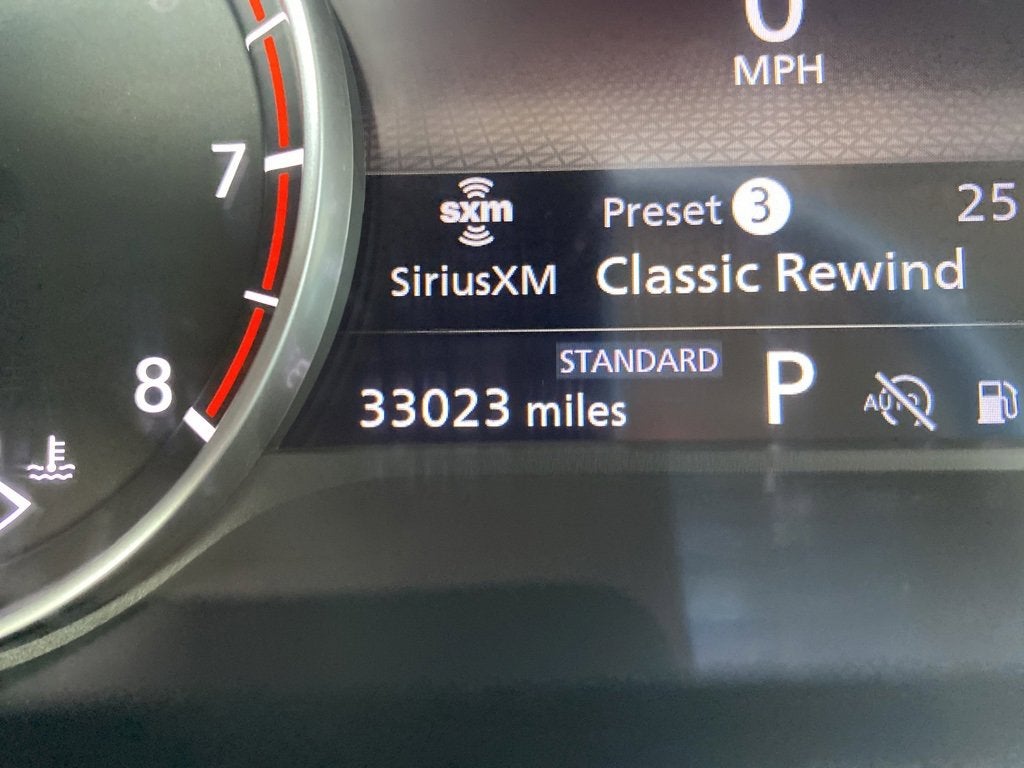 0
MPH
7
sxm
Preset 3
25
SiriusXM
Classic Rewind
8
STANDARD
P
AUTO
33023 miles